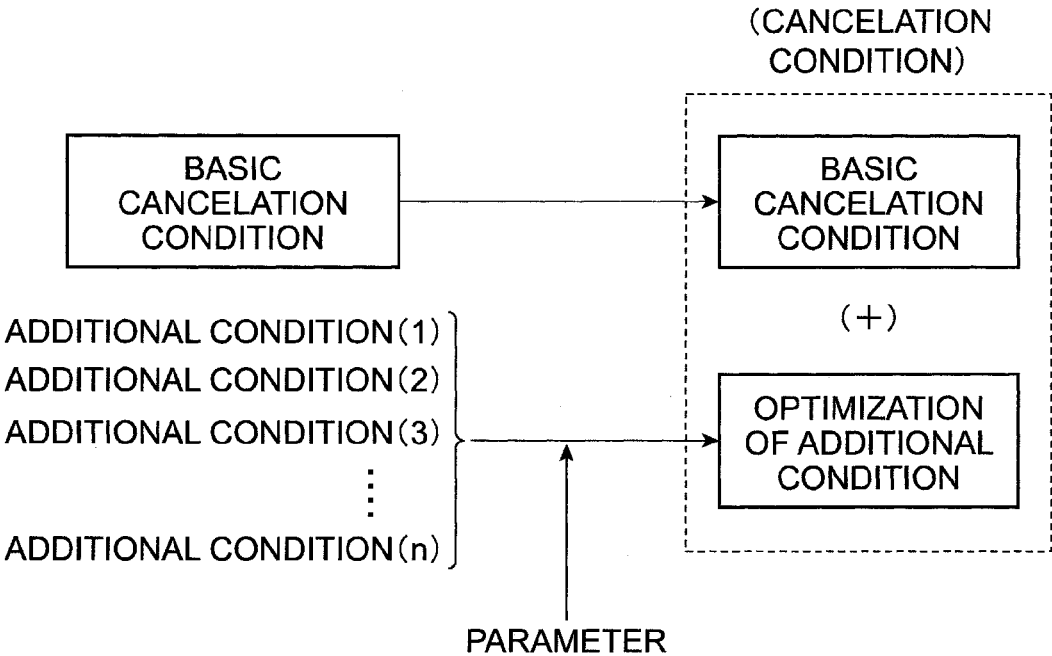 (CANCELATION
CONDITION)
BASIC
CANCELATION
CONDITION
BASIC
CANCELATION
CONDITION
(+)
ADDITIONAL CONDITION(1)
ADDITIONAL CONDITION(2)
ADDITIONAL CONDITION(3)
ADDITIONAL CONDITION(n)
OPTIMIZATION
OF ADDITIONAL
CONDITION
PARAMETER